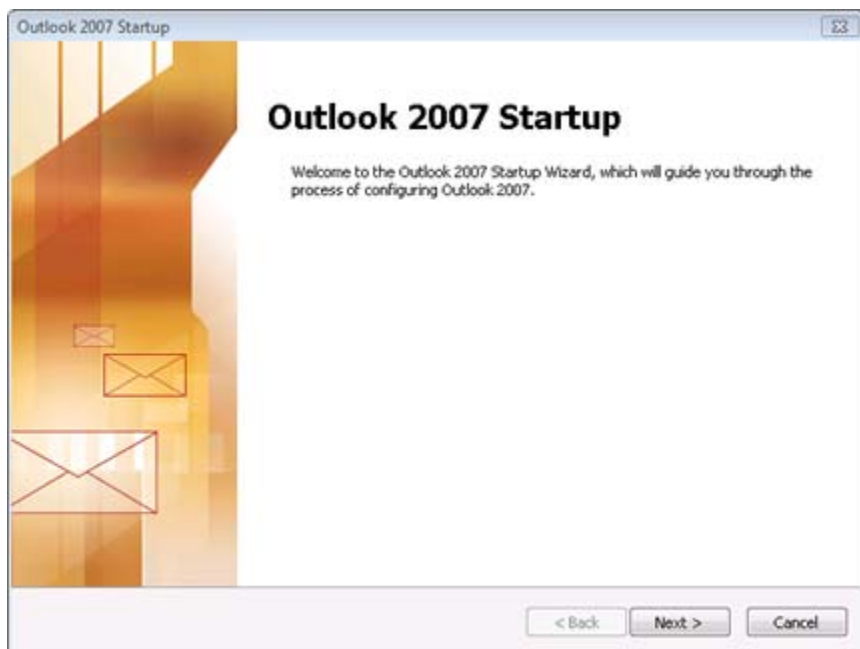 Outlook 2007 Startup
Outlook 2007 Startup
Welcome to the Outlook 2007 Startup Wizard, which will guide you through the
process of configuring Outlook 2007.
< Back Next > Cancel